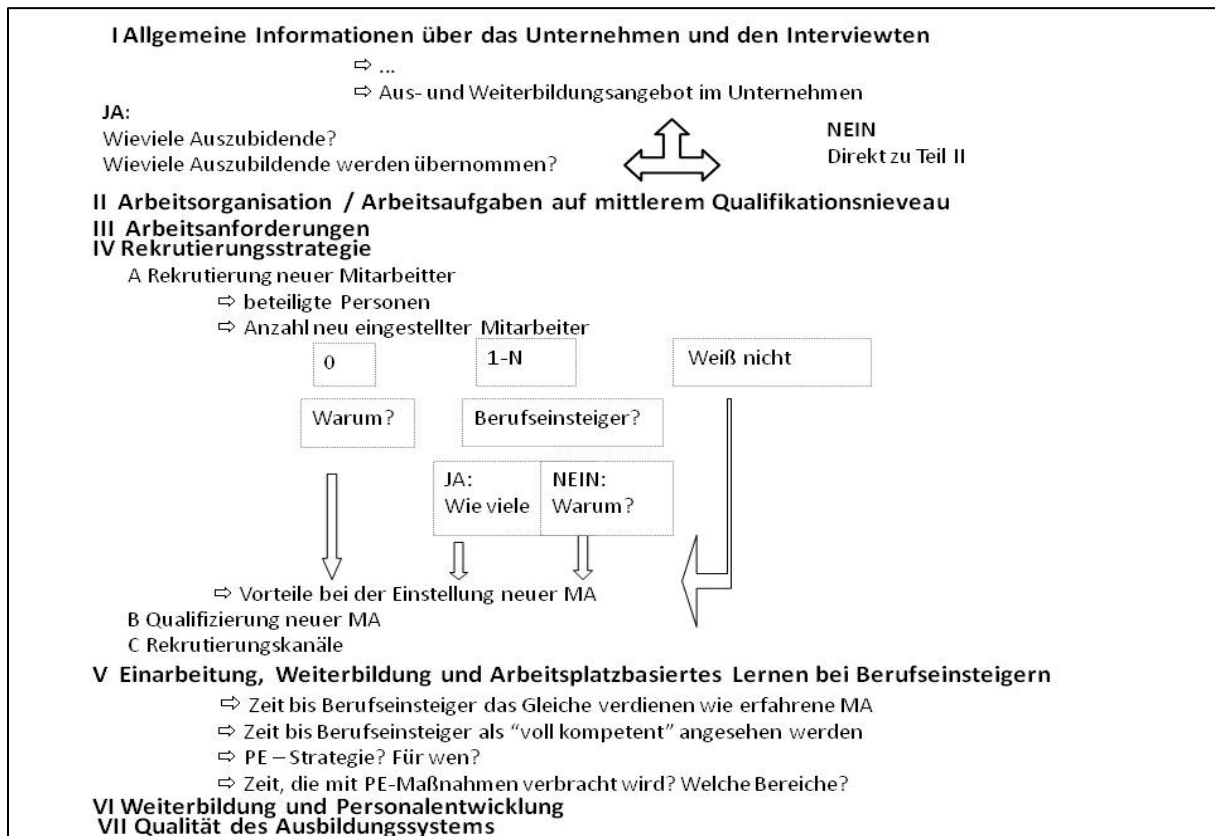 I Allgemeine Informationen über das Unternehmen und den Interviewten
⇨ ...
⇨ Aus- und Weiterbildungsangebot im Unternehmen
JA:
Wieviele Auszubidende?
Wieviele Auszubildende werden übernommen?
NEIN
Direkt zu Teil II
II Arbeitsorganisation / Arbeitsaufgaben auf mittlerem Qualifikationsnieveau
III Arbeitsanforderungen
IV Rekrutierungsstrategie
A Rekrutierung neuer Mitarbeitter
⇨ beteiligte Personen
⇨ Anzahl neu eingestellter Mitarbeiter
0
1-N
Weiß nicht
Warum?
Berufseinsteiger?
JA:
Wie viele
NEIN:
Warum?
⇨ Vorteile bei der Einstellung neuer MA
B Qualifizierung neuer MA
C Rekrutierungskanäle
V Einarbeitung, Weiterbildung und Arbeitsplatzbasiertes Lernen bei Berufseinsteigern
⇨ Zeit bis Berufseinsteiger das Gleiche verdienen wie erfahrene MA
⇨ Zeit bis Berufseinsteiger als “voll kompetent” angesehen werden
⇨ PE – Strategie? Für wen?
⇨ Zeit, die mit PE-Maßnahmen verbracht wird? Welche Bereiche?
VI Weiterbildung und Personalentwicklung
VII Qualität des Ausbildungssystems